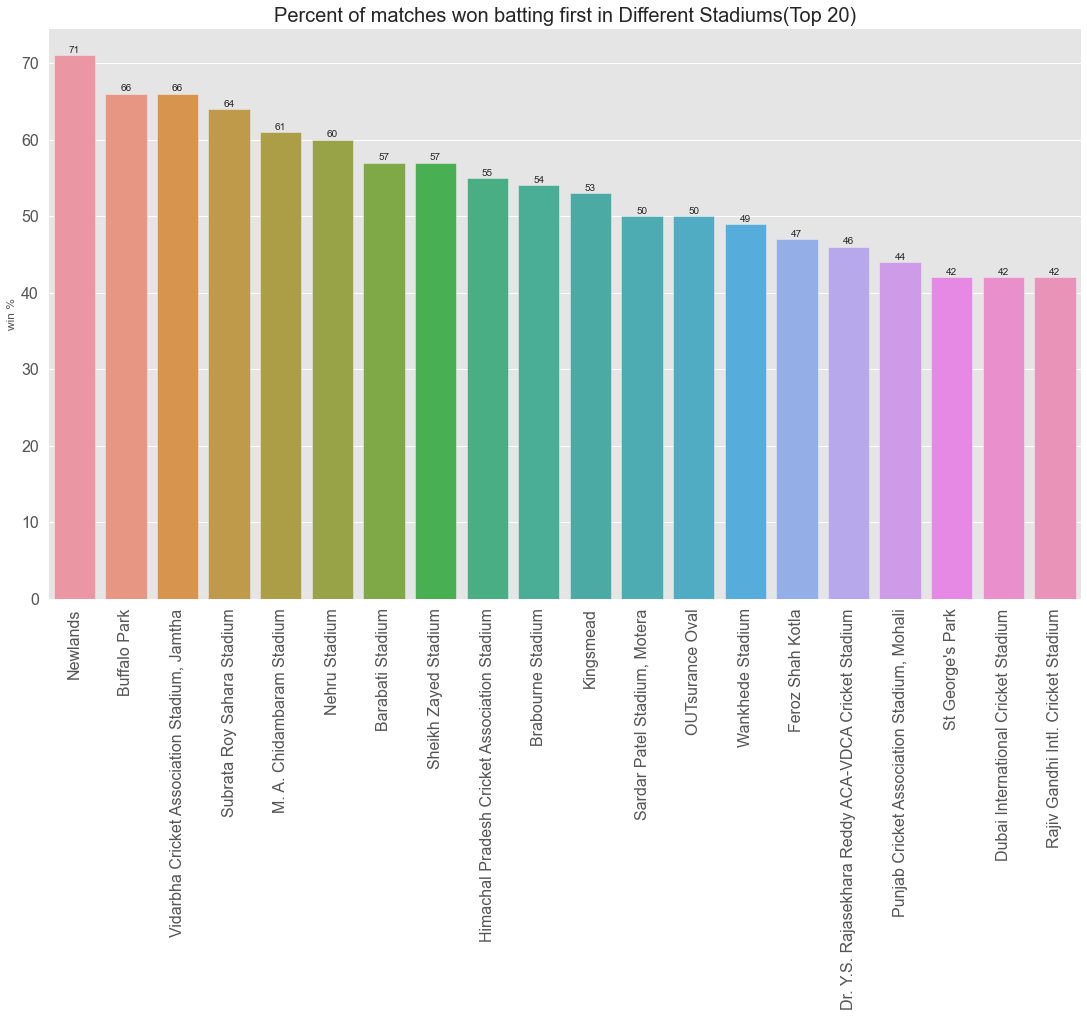 Percent of matches won batting first in Different Stadiums(Top 20)
win %
70
60
50
40
30
20
10
0
71
66
66
64
61
60
57
57
55
54
53
50
50
49
47
46
44
42
42
42
Newlands
Buffalo Park
Vidarbha Cricket Association Stadium, Jamtha
Subrata Roy Sahara Stadium
M. A. Chidambaram Stadium
Nehru Stadium
Barabati Stadium
Sheikh Zayed Stadium
Himachal Pradesh Cricket Association Stadium
Brabourne Stadium
Kingsmead
Sardar Patel Stadium, Motera
OUTsurance Oval
Wankhede Stadium
Feroz Shah Kotla
Dr. Y.S. Rajasekhara Reddy ACA-VDCA Cricket Stadium
Punjab Cricket Association Stadium, Mohali
St George's Park
Dubai International Cricket Stadium
Rajiv Gandhi Intl. Cricket Stadium